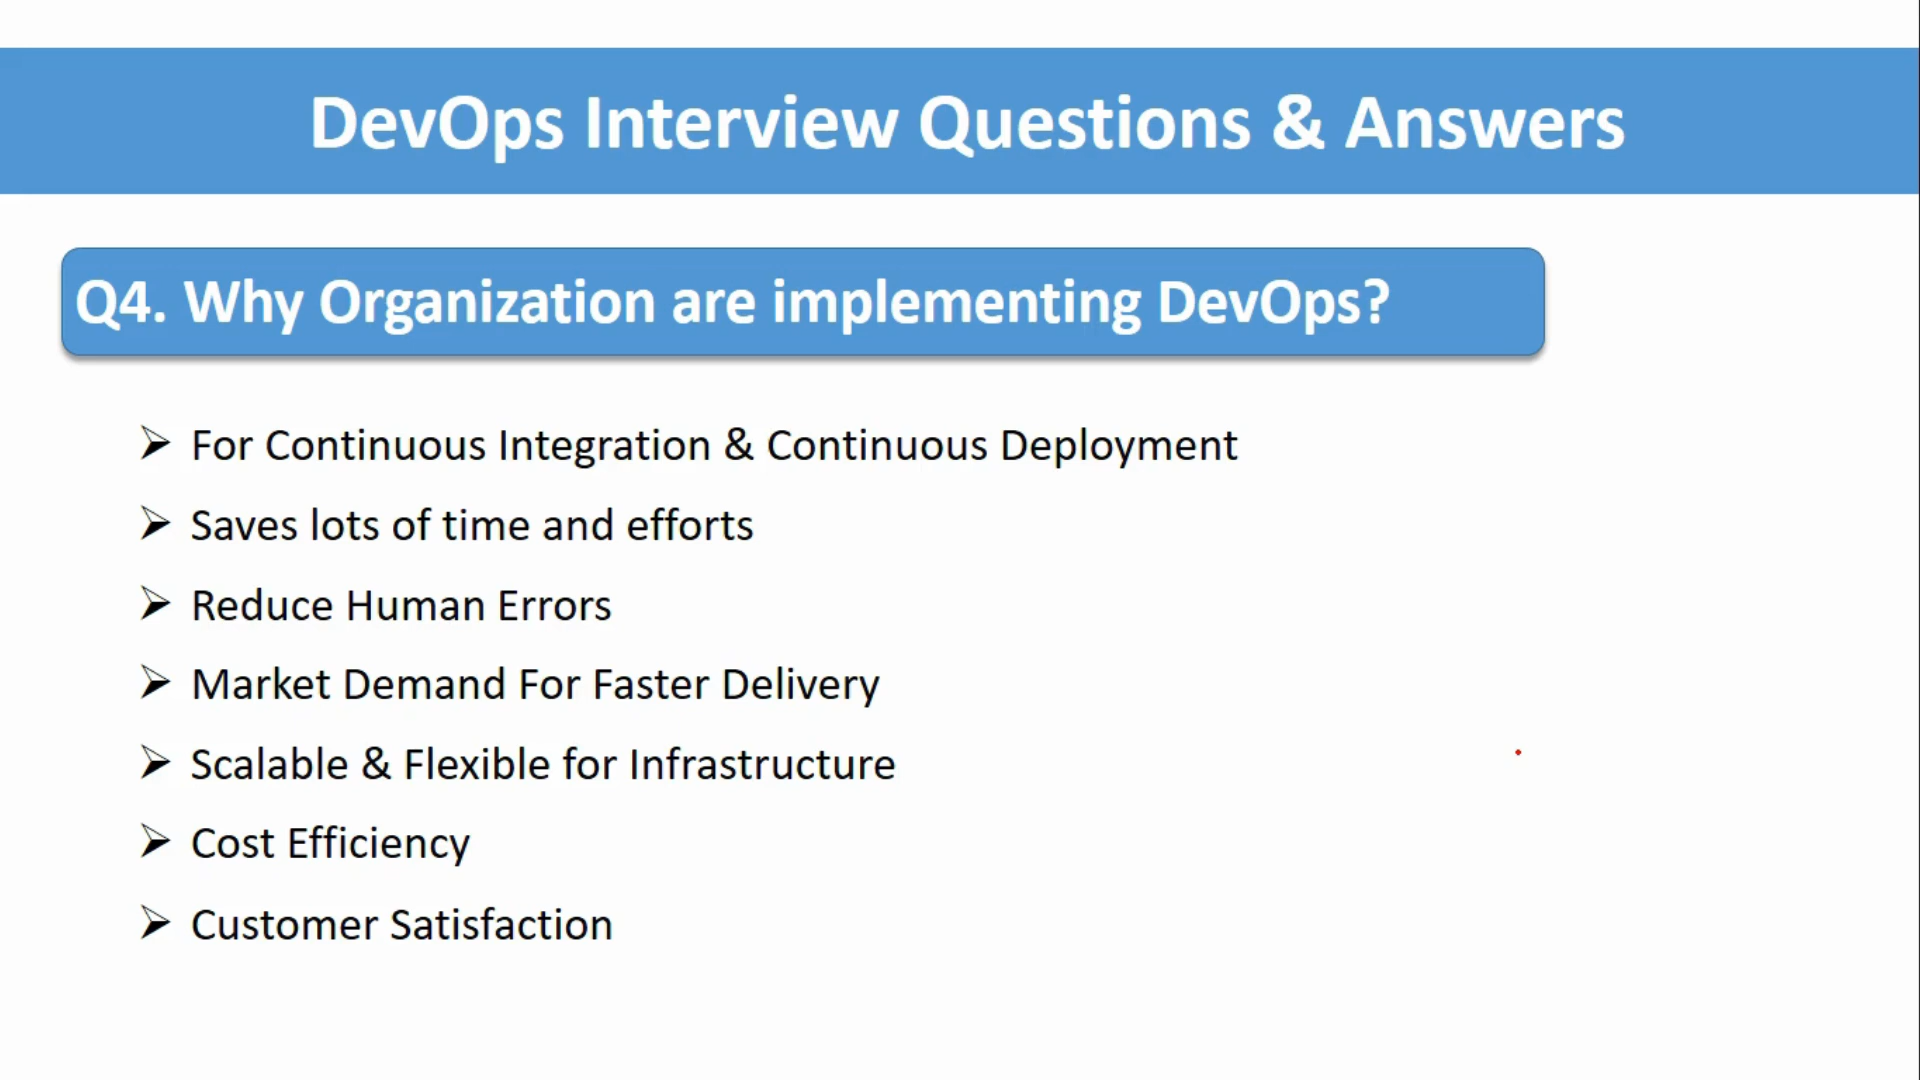 DevOps Interview Questions & Answers
Q4. Why Organization are implementing DevOps?
➢ For Continuous Integration & Continuous Deployment
➢ Saves lots of time and efforts
➢ Reduce Human Errors
➢ Market Demand For Faster Delivery
➢ Scalable & Flexible for Infrastructure
➢ Cost Efficiency
➢ Customer Satisfaction